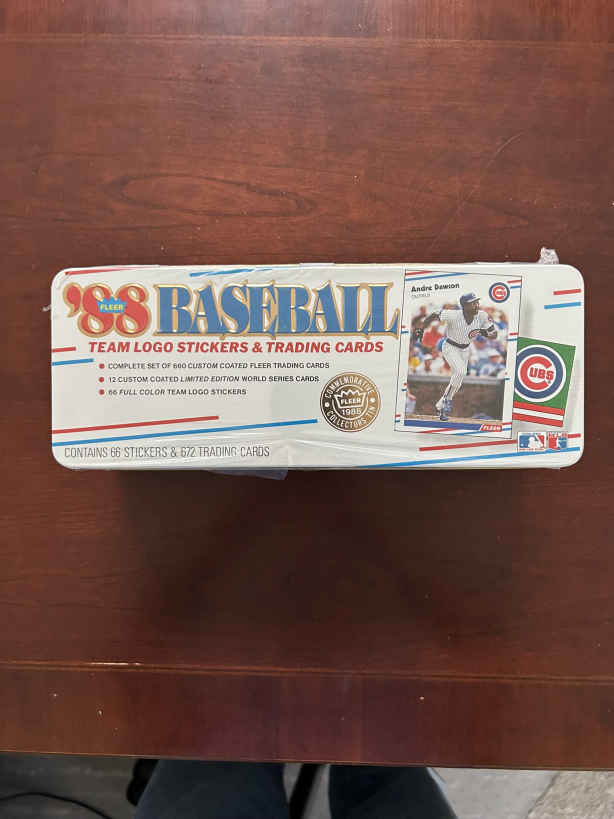 '88 BASEBALL
FLEER
TEAM LOGO STICKERS & TRADING CARDS
• COMPLETE SET OF 660 CUSTOM COATED FLEER TRADING CARDS
• 12 CUSTOM COATED LIMITED EDITION WORLD SERIES CARDS
• 66 FULL COLOR TEAM LOGO STICKERS
COMMEMORATIVE
FLEER
1988
COLLECTORS TIN
CONTAINS 66 STICKERS & 672 TRADING CARDS
Andre Dawson
OUTFIELD
FLEER
CUBS